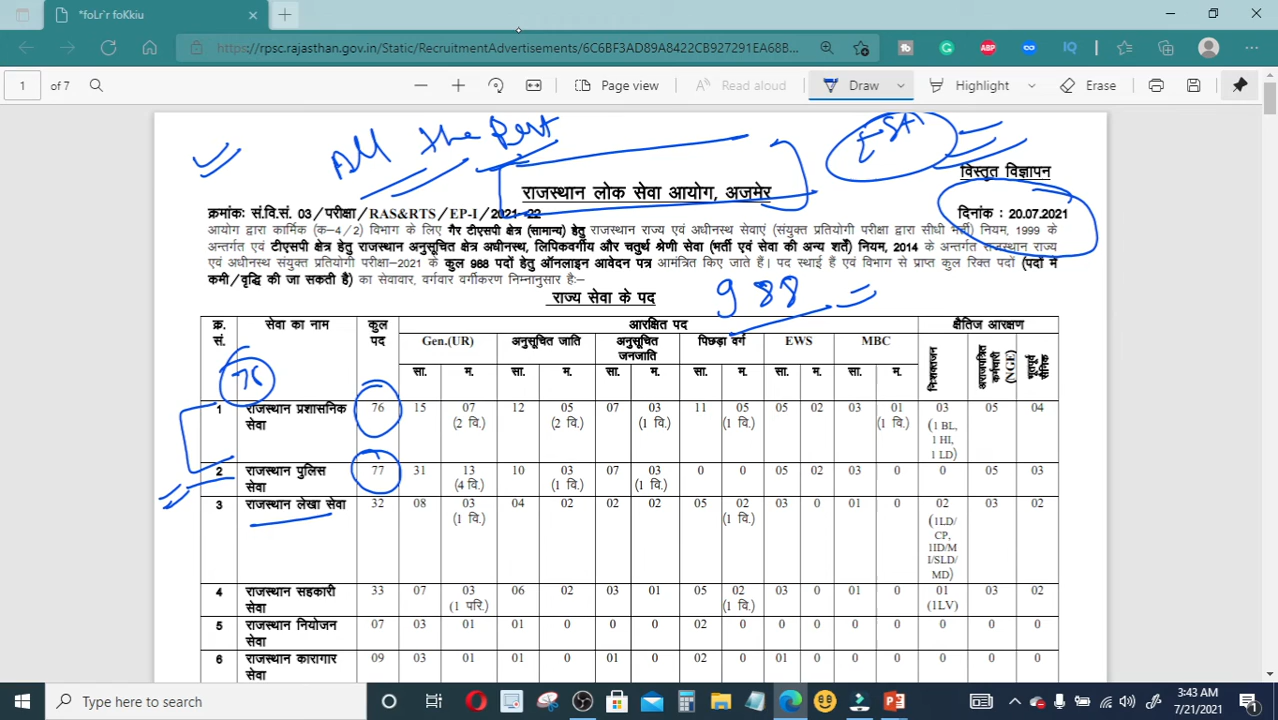 *foLr`r foKkiu
https://rpsc.rajasthan.gov.in/Static/RecruitmentAdvertisements/6C6BF3AD89A8422CB927291EA68B...
1 of 7 Page view Read aloud Draw Highlight Erase
All the Best
विस्तृत विज्ञापन
राजस्थान लोक सेवा आयोग, अजमेर
क्रमांक: सं.वि.सं. 03/परीक्षा/RAS&RTS/EP-I/2021-22 दिनांक : 20.07.2021
आयोग द्वारा कार्मिक (क-4/2) विभाग के लिए गैर टीएसपी क्षेत्र (सामान्य) हेतु राजस्थान राज्य एवं अधीनस्थ सेवाएं (संयुक्त प्रतियोगी परीक्षा द्वारा सीधी भर्ती) नियम, 1999 के
अन्तर्गत एवं टीएसपी क्षेत्र हेतु राजस्थान अनुसूचित क्षेत्र अधीनस्थ, लिपिकवर्गीय और चतुर्थ श्रेणी सेवा (भर्ती एवं सेवा की अन्य शर्तें) नियम, 2014 के अन्तर्गत राजस्थान राज्य
एवं अधीनस्थ संयुक्त प्रतियोगी परीक्षा-2021 के कुल 988 पदों हेतु ऑनलाइन आवेदन पत्र आमंत्रित किए जाते हैं। पद स्थाई हैं एवं विभाग से प्राप्त कुल रिक्त पदों (पदों में
कमी/वृद्धि की जा सकती है) का सेवावार, वर्गवार वर्गीकरण निम्नानुसार है:-
राज्य सेवा के पद 988
क्र. सं. सेवा का नाम कुल पद आरक्षित पद क्षैतिज आरक्षण
Gen.(UR) अनुसूचित जाति अनुसूचित जनजाति पिछड़ा वर्ग EWS MBC निःशक्तजन अराजपत्रित कर्मचारी (NGE) भूतपूर्व सैनिक
सा. म. सा. म. सा. म. सा. म. सा. म. सा. म.
76
1 राजस्थान प्रशासनिक सेवा 76 15 07 (2 वि.) 12 05 (2 वि.) 07 03 (1 वि.) 11 05 (1 वि.) 05 02 03 01 (1 वि.) 03 (1 BL, 1 HI, 1 LD) 05 04
2 राजस्थान पुलिस सेवा 77 31 13 (4 वि.) 10 03 (1 वि.) 07 03 (1 वि.) 0 0 05 02 03 0 0 05 03
3 राजस्थान लेखा सेवा 32 08 03 (1 वि.) 04 02 02 02 05 02 (1 वि.) 03 0 01 0 02 (1LD/CP, 1ID/MI/SLD/MD) 03 02
4 राजस्थान सहकारी सेवा 33 07 03 (1 परि.) 06 02 03 01 05 02 (1 वि.) 03 0 01 0 01 (1LV) 03 02
5 राजस्थान नियोजन सेवा 07 03 01 01 0 0 0 02 0 0 0 0 0 0 0 0
6 राजस्थान कारागार सेवा 09 03 01 01 0 01 0 02 0 01 0 0 0 0 0 0
Type here to search
3:43 AM
7/21/2021